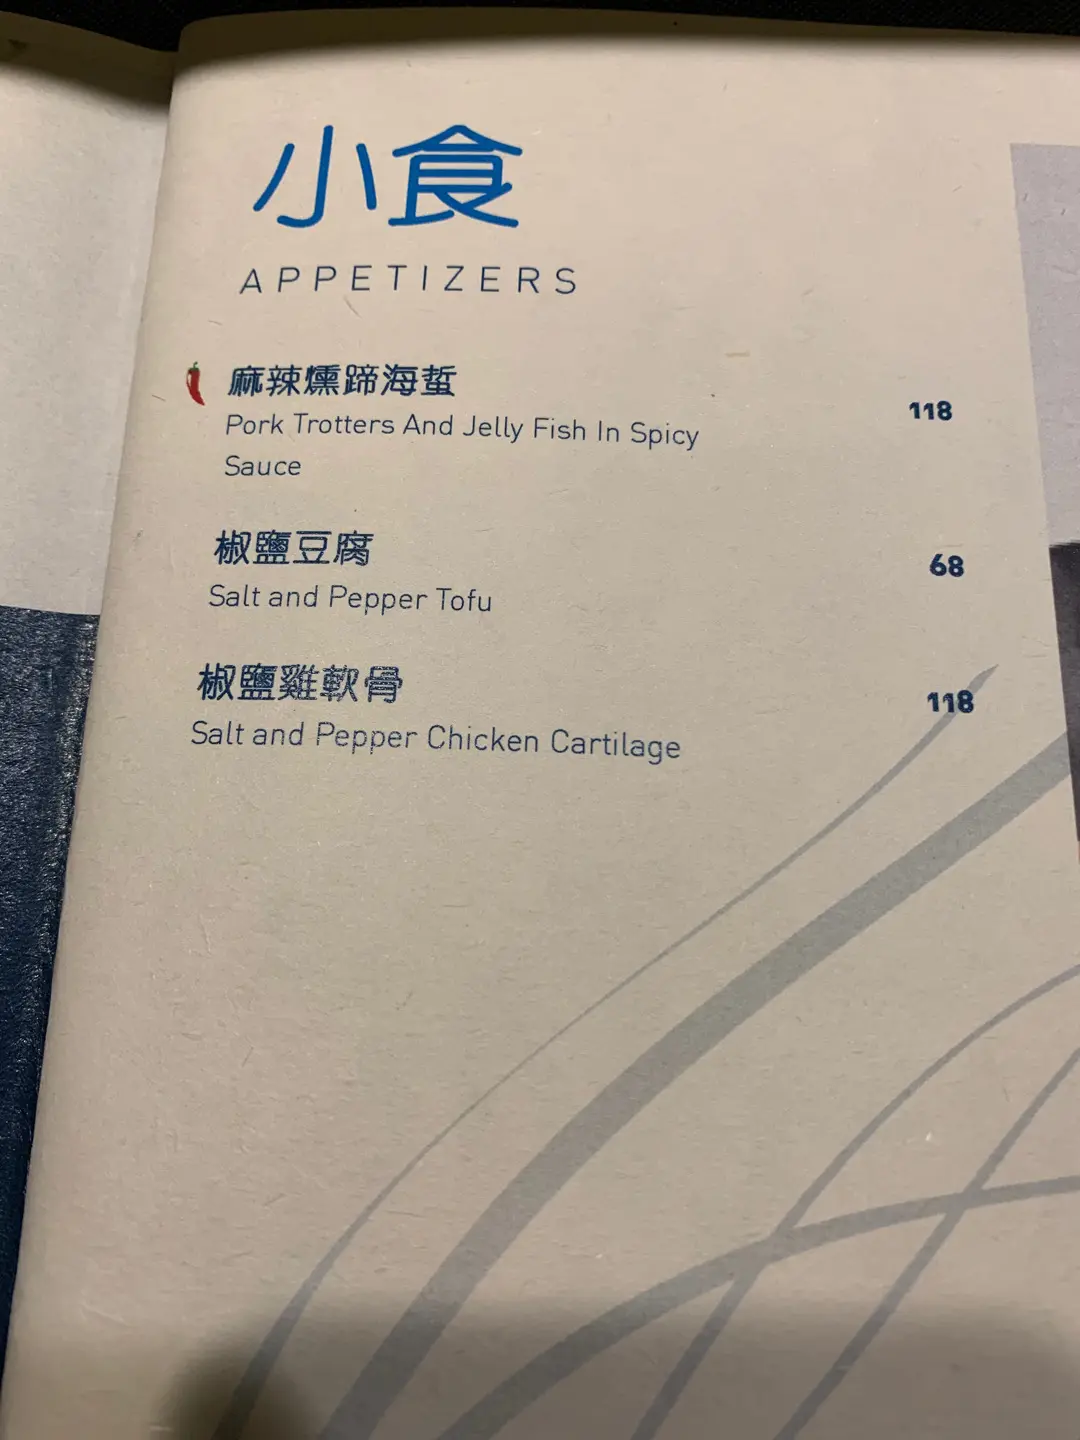 小食
APPETIZERS
麻辣燻蹄海蜇
Pork Trotters And Jelly Fish In Spicy
Sauce
118
椒鹽豆腐
Salt and Pepper Tofu
68
椒鹽雞軟骨
Salt and Pepper Chicken Cartilage
118